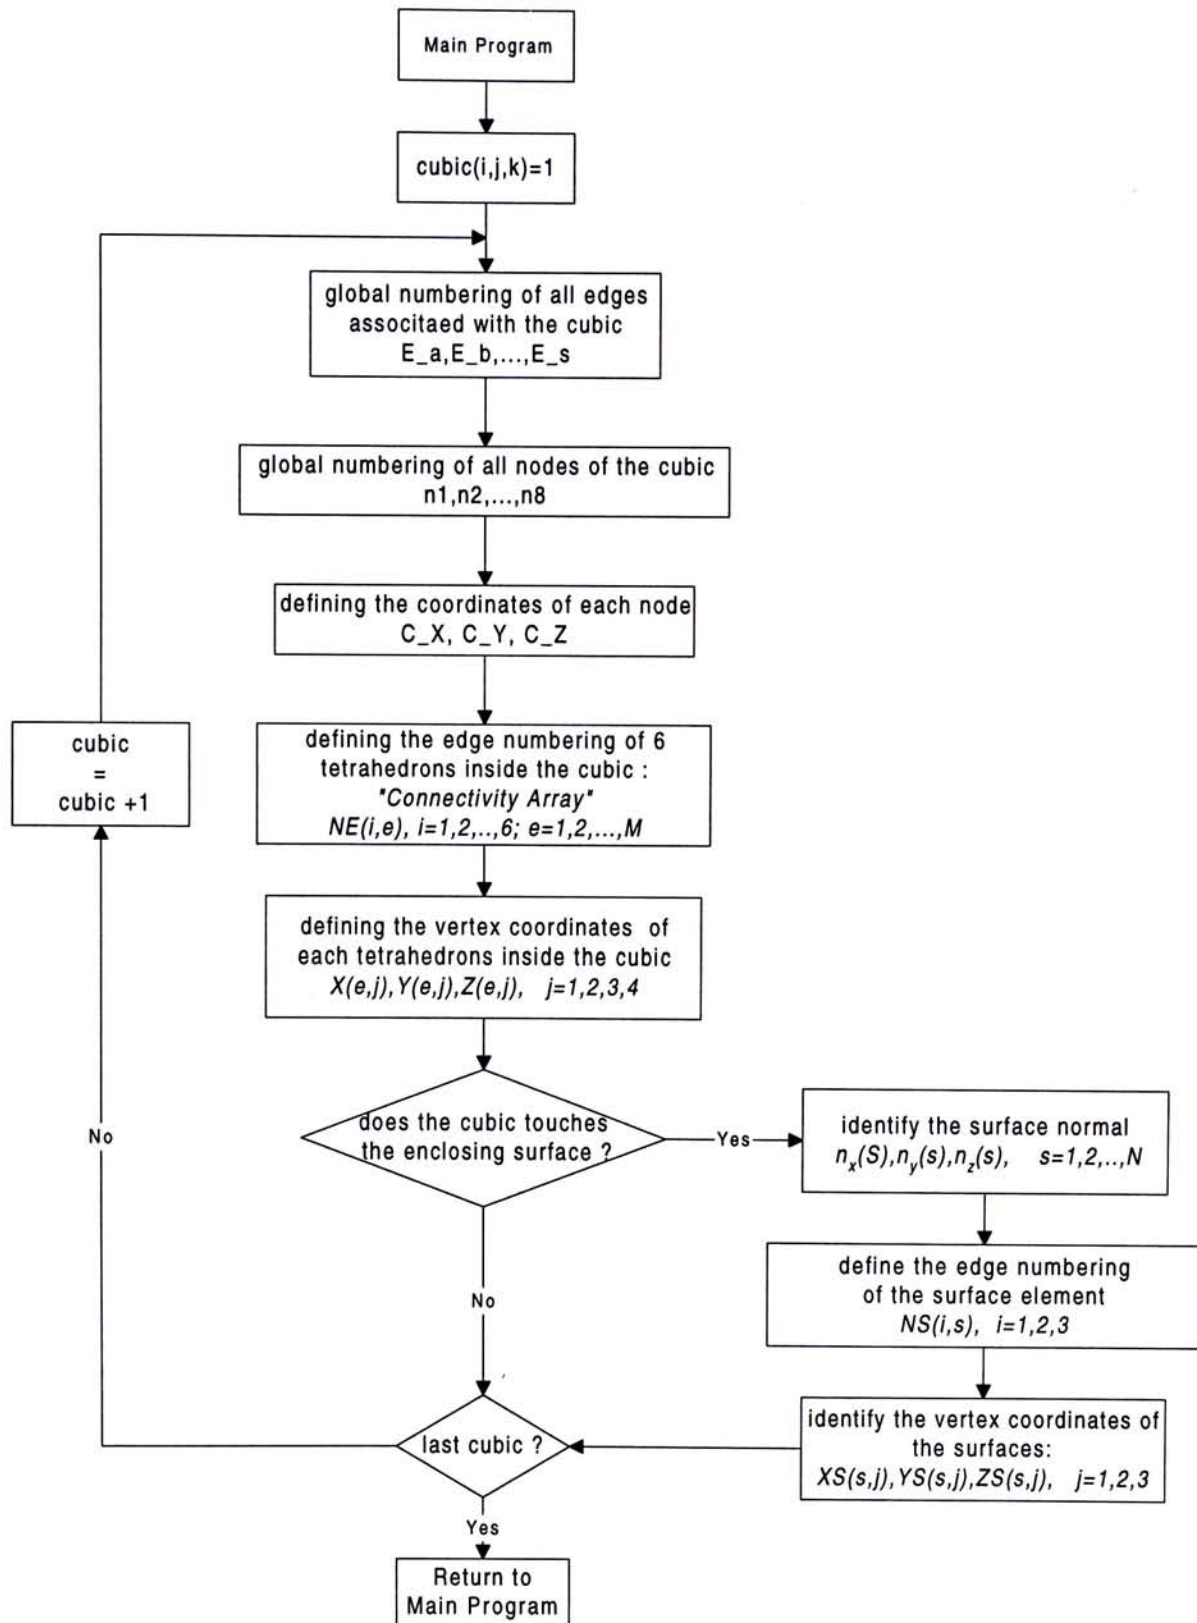 Main Program
cubic(i,j,k)=1
global numbering of all edges
associtaed with the cubic
E_a,E_b,...,E_s
global numbering of all nodes of the cubic
n1,n2,...,n8
defining the coordinates of each node
C_X, C_Y, C_Z
cubic
=
cubic +1
defining the edge numbering of 6
tetrahedrons inside the cubic :
"Connectivity Array"
NE(i,e), i=1,2,..,6; e=1,2,...,M
defining the vertex coordinates of
each tetrahedrons inside the cubic
X(e,j),Y(e,j),Z(e,j), j=1,2,3,4
No
does the cubic touches
the enclosing surface ?
Yes
identify the surface normal
n_x(S),n_y(s),n_z(s), s=1,2,..,N
define the edge numbering
of the surface element
NS(i,s), i=1,2,3
No
last cubic ?
identify the vertex coordinates of
the surfaces:
XS(s,j),YS(s,j),ZS(s,j), j=1,2,3
Yes
Return to
Main Program